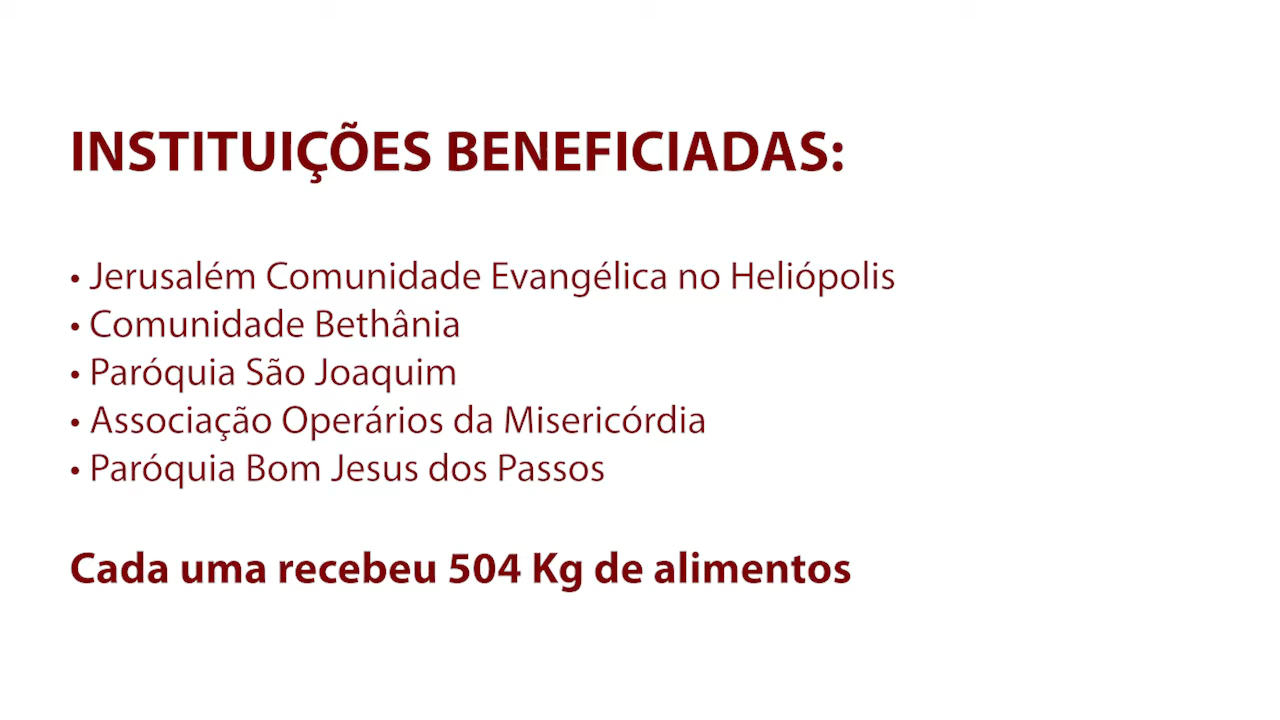 INSTITUIÇÕES BENEFICIADAS:
• Jerusalém Comunidade Evangélica no Heliópolis
• Comunidade Bethânia
• Paróquia São Joaquim
• Associação Operários da Misericórdia
• Paróquia Bom Jesus dos Passos
Cada uma recebeu 504 Kg de alimentos